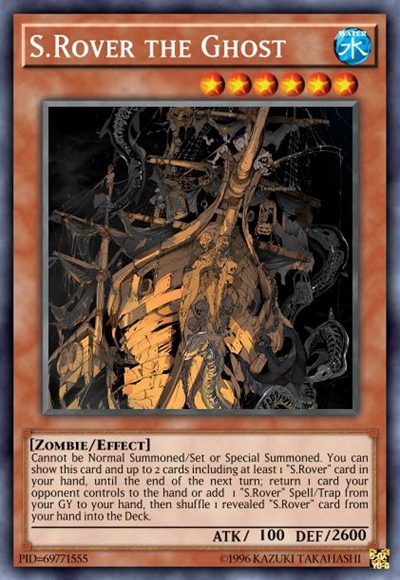 S.Rover the Ghost
WATER
水
[Zombie/Effect]
Cannot be Normal Summoned/Set or Special Summoned. You can
show this card and up to 2 cards including at least 1 "S.Rover" card in
your hand, until the end of the next turn; return 1 card your
opponent controls to the hand or add 1 "S.Rover" Spell/Trap from
your GY to your hand, then shuffle 1 revealed "S.Rover" card from
your hand into the Deck.
ATK/ 100 DEF/2600
PID=69771555
©1996 KAZUKI TAKAHASHI